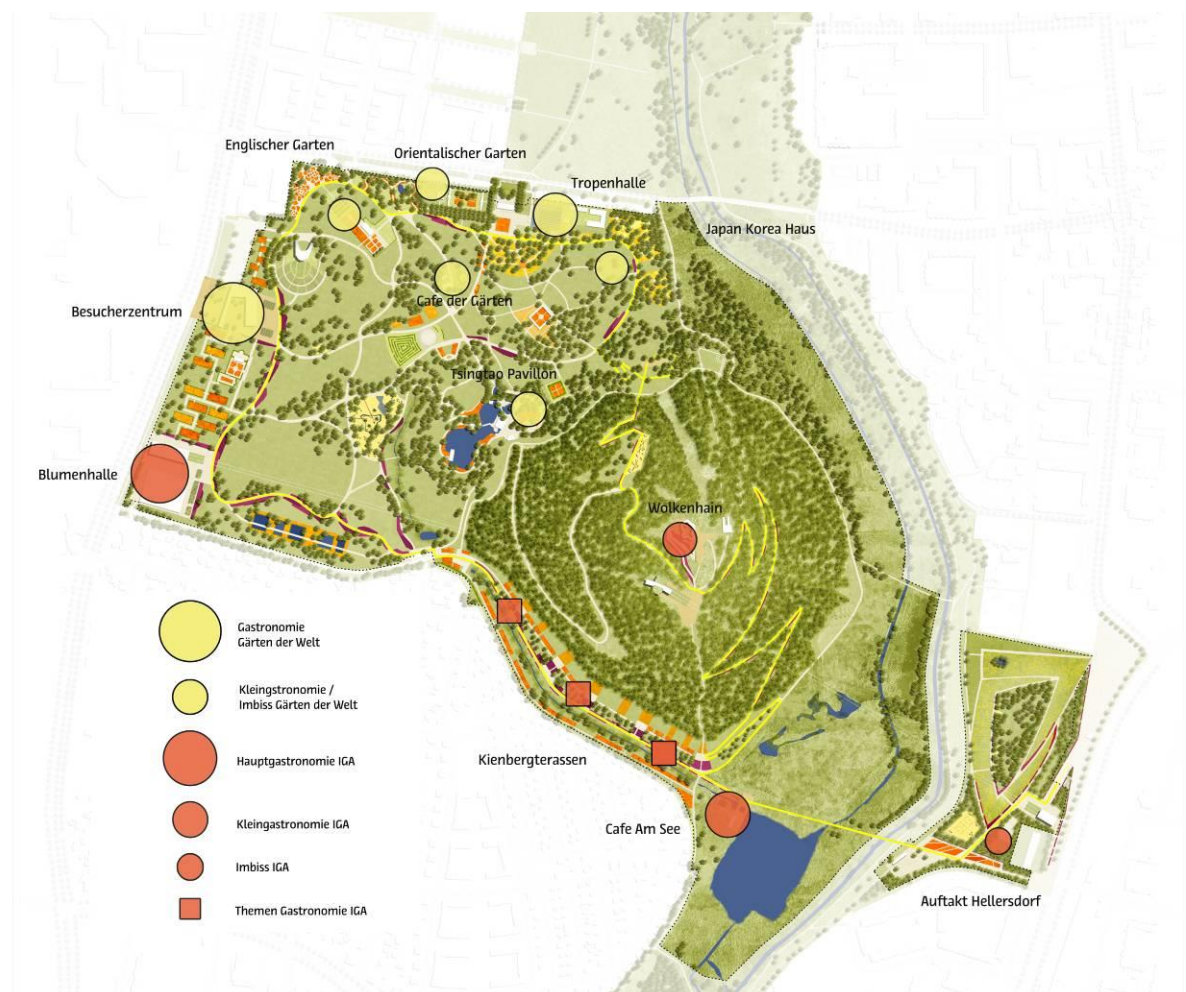 Englischer Garten
Orientalischer Garten
Tropenhalle
Japan Korea Haus
Besucherzentrum
Cafe der Gärten
Tsingtao Pavillon
Blumenhalle
Wolkenhain
Gastronomie
Gärten der Welt
Kleingstronomie /
Imbiss Gärten der Welt
Hauptgastronomie IGA
Kleingastronomie IGA
Imbiss IGA
Themen Gastronomie IGA
Kienbergterassen
Cafe Am See
Auftakt Hellersdorf